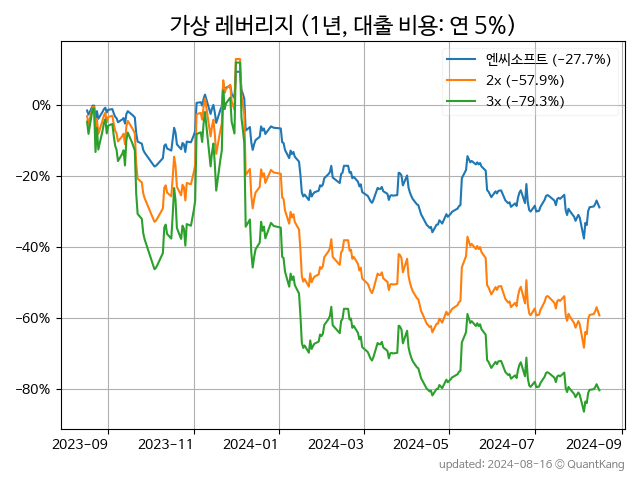 가상 레버리지 (1년, 대출 비용: 연 5%)
엔씨소프트 (−27.7%)
2x (−57.9%)
3x (−79.3%)
0%
−20%
−40%
−60%
−80%
2023-09 2023-11 2024-01 2024-03 2024-05 2024-07 2024-09
updated: 2024-08-16 © QuantKang